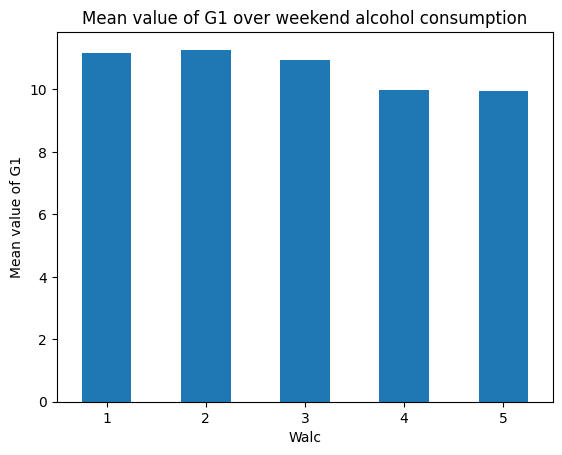 Mean value of G1 over weekend alcohol consumption
Mean value of G1
10
8
6
4
2
0
1 2 3 4 5
Walc